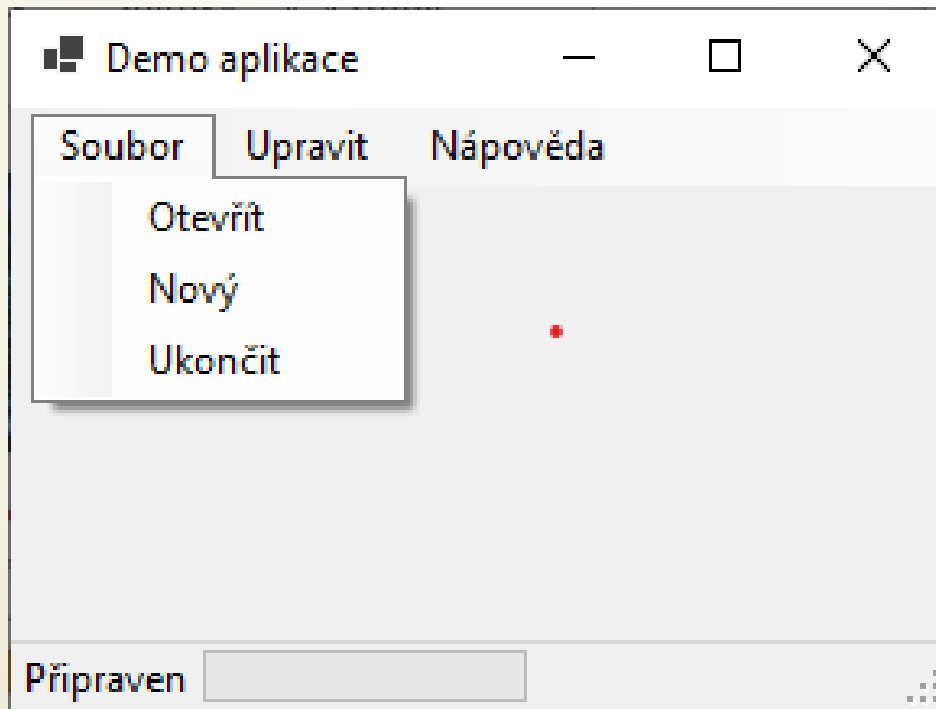 Demo aplikace
Soubor Upravit Nápověda
Otevřít
Nový
Ukončit
Připraven